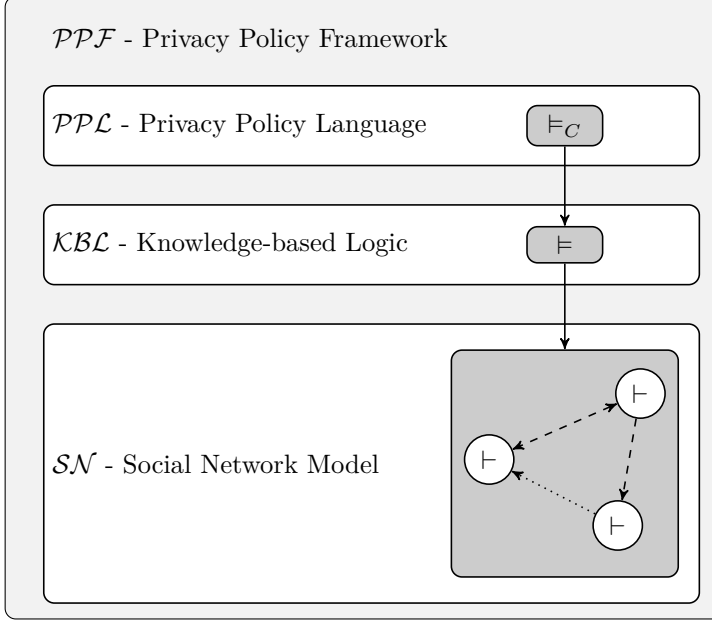 𝒫𝒫ℱ - Privacy Policy Framework
𝒫𝒫ℒ - Privacy Policy Language
⊨C
𝒦ℬℒ - Knowledge-based Logic
⊨
⊢
𝒮𝒩 - Social Network Model
⊢
⊢